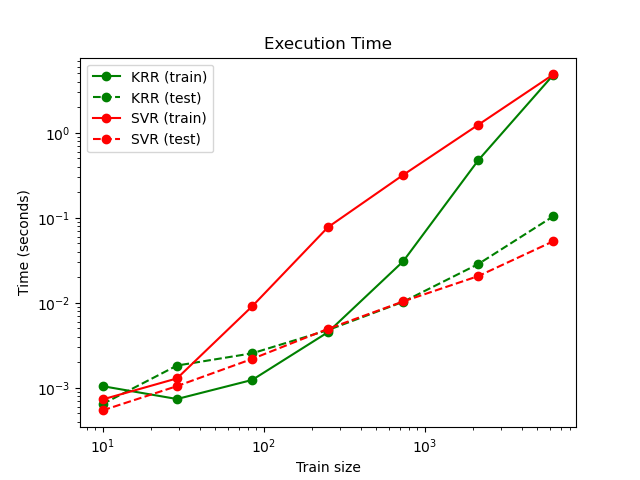 Execution Time
KRR (train)
KRR (test)
SVR (train)
SVR (test)
10⁰
10⁻¹
10⁻²
10⁻³
Time (seconds)
10¹ 10² 10³
Train size